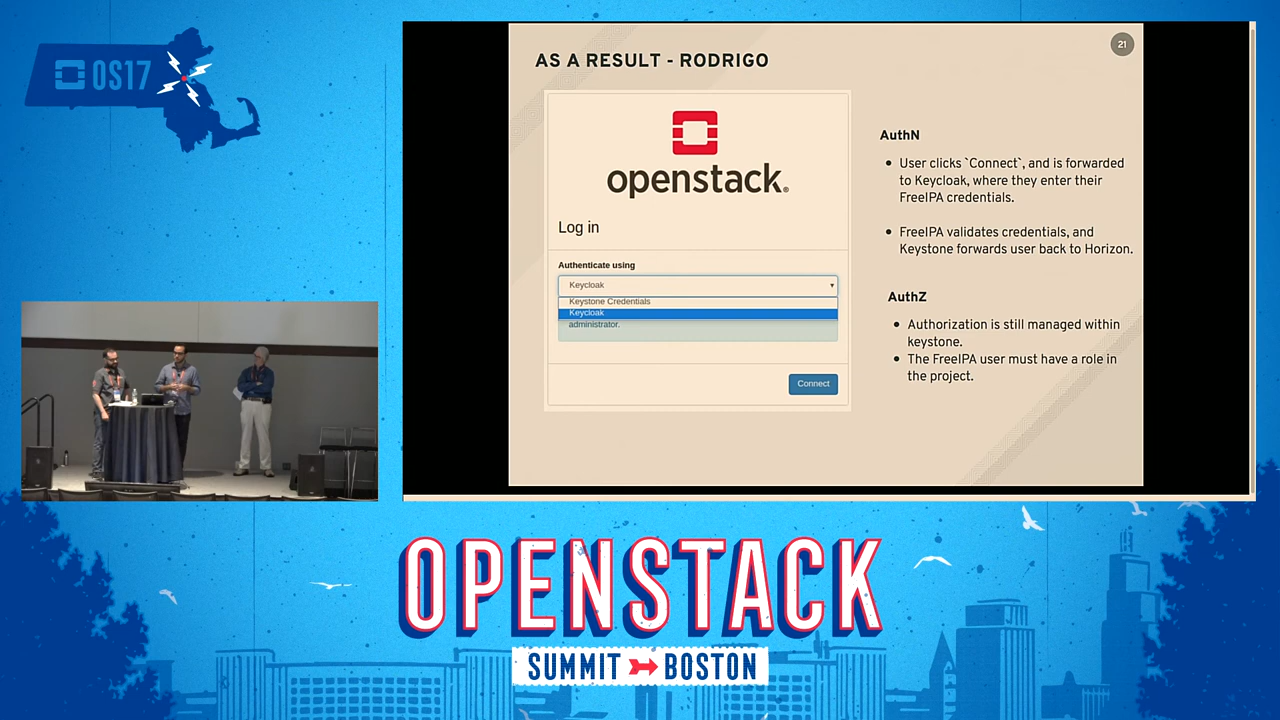 OS17
21
AS A RESULT - RODRIGO
openstack®
Log in
Authenticate using
Keycloak
Keystone Credentials
Keycloak
administrator.
Connect
AuthN
User clicks `Connect`, and is forwarded
to Keycloak, where they enter their
FreeIPA credentials.
FreeIPA validates credentials, and
Keystone forwards user back to Horizon.
AuthZ
Authorization is still managed within
keystone.
The FreeIPA user must have a role in
the project.
OPENSTACK
SUMMIT BOSTON